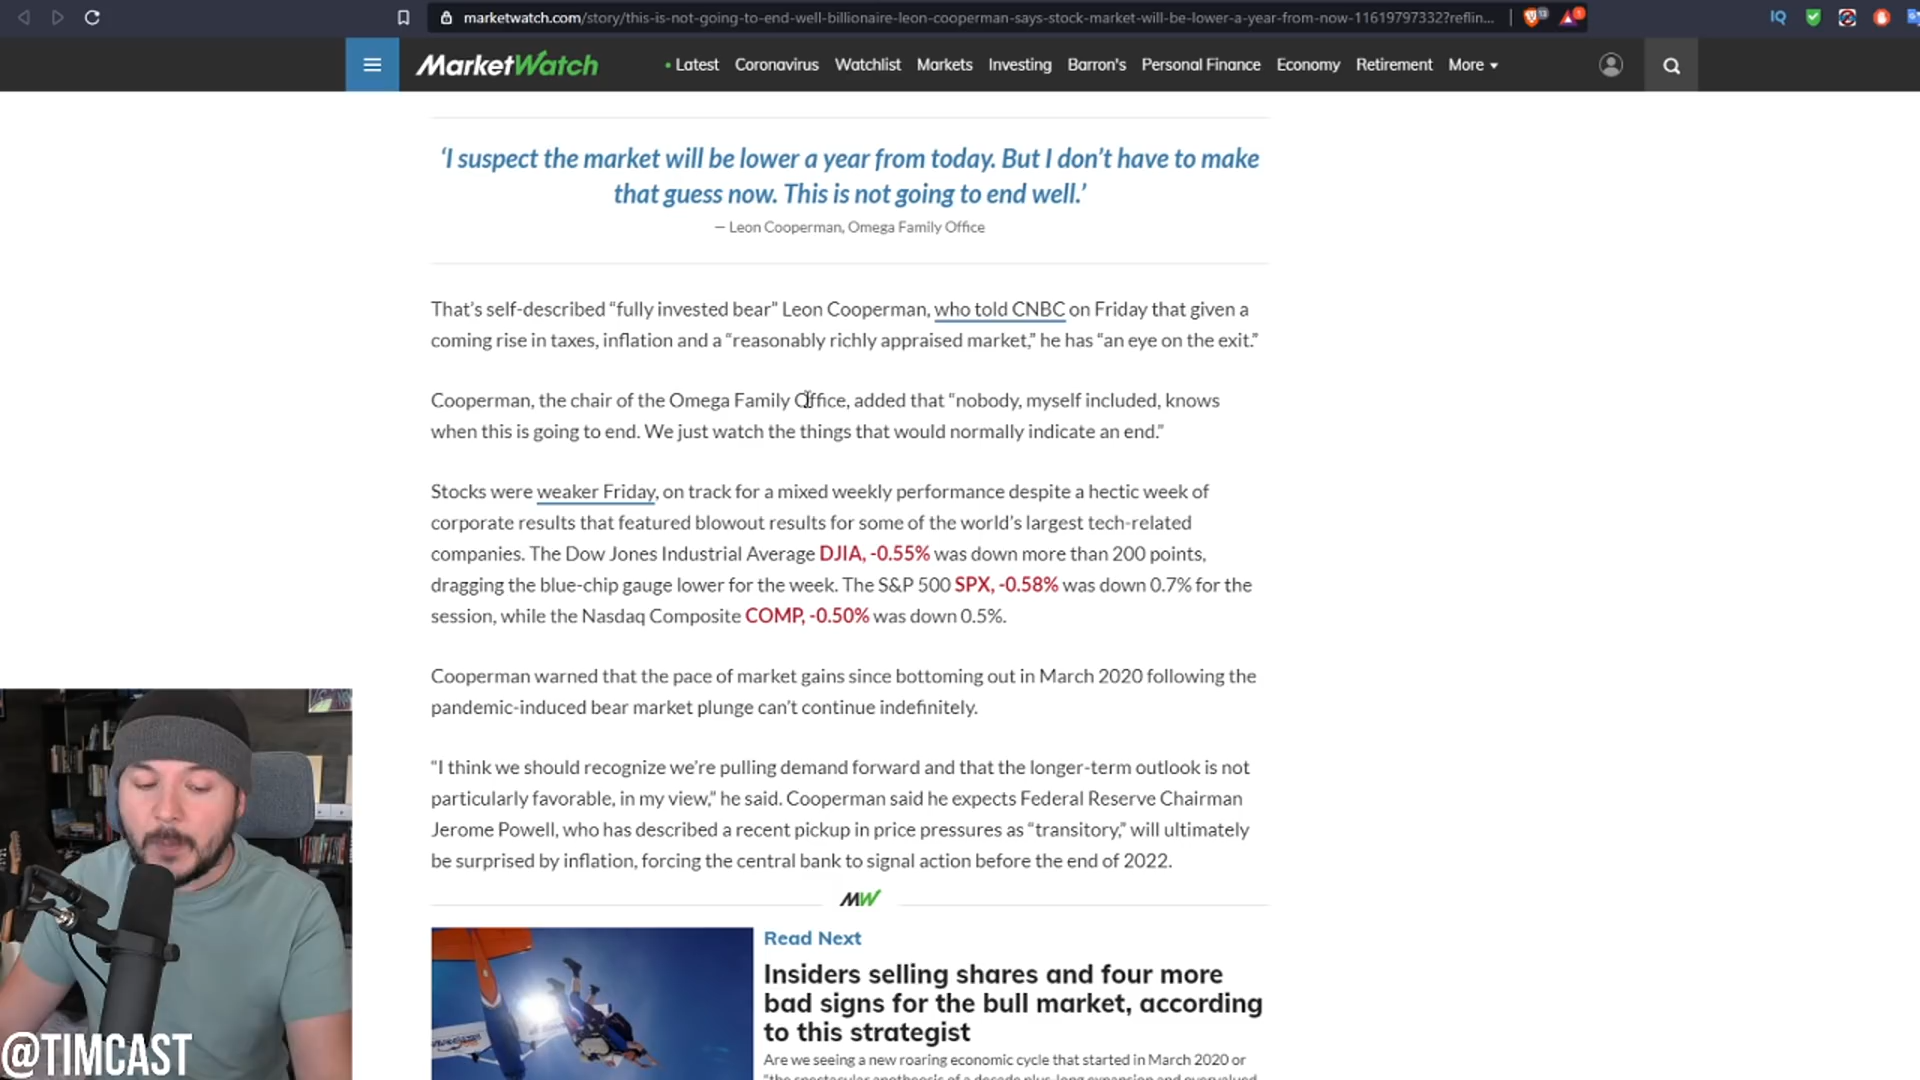 marketwatch.com/story/this-is-not-going-to-end-well-billionaire-leon-cooperman-says-stock-market-will-be-lower-a-year-from-now-11619797332?reflin...
IQ
MarketWatch
• Latest Coronavirus Watchlist Markets Investing Barron's Personal Finance Economy Retirement More
‘I suspect the market will be lower a year from today. But I don’t have to make
that guess now. This is not going to end well.’
— Leon Cooperman, Omega Family Office
That’s self-described “fully invested bear” Leon Cooperman, who told CNBC on Friday that given a
coming rise in taxes, inflation and a “reasonably richly appraised market,” he has “an eye on the exit.”
Cooperman, the chair of the Omega Family Office, added that “nobody, myself included, knows
when this is going to end. We just watch the things that would normally indicate an end.”
Stocks were weaker Friday, on track for a mixed weekly performance despite a hectic week of
corporate results that featured blowout results for some of the world’s largest tech-related
companies. The Dow Jones Industrial Average DJIA, -0.55% was down more than 200 points,
dragging the blue-chip gauge lower for the week. The S&P 500 SPX, -0.58% was down 0.7% for the
session, while the Nasdaq Composite COMP, -0.50% was down 0.5%.
Cooperman warned that the pace of market gains since bottoming out in March 2020 following the
pandemic-induced bear market plunge can’t continue indefinitely.
“I think we should recognize we’re pulling demand forward and that the longer-term outlook is not
particularly favorable, in my view,” he said. Cooperman said he expects Federal Reserve Chairman
Jerome Powell, who has described a recent pickup in price pressures as “transitory,” will ultimately
be surprised by inflation, forcing the central bank to signal action before the end of 2022.
MW
Read Next
Insiders selling shares and four more
bad signs for the bull market, according
to this strategist
Are we seeing a new roaring economic cycle that started in March 2020 or
“the spectacular apotheosis of a decade plus-long expansion and overvalued
@TIMCAST